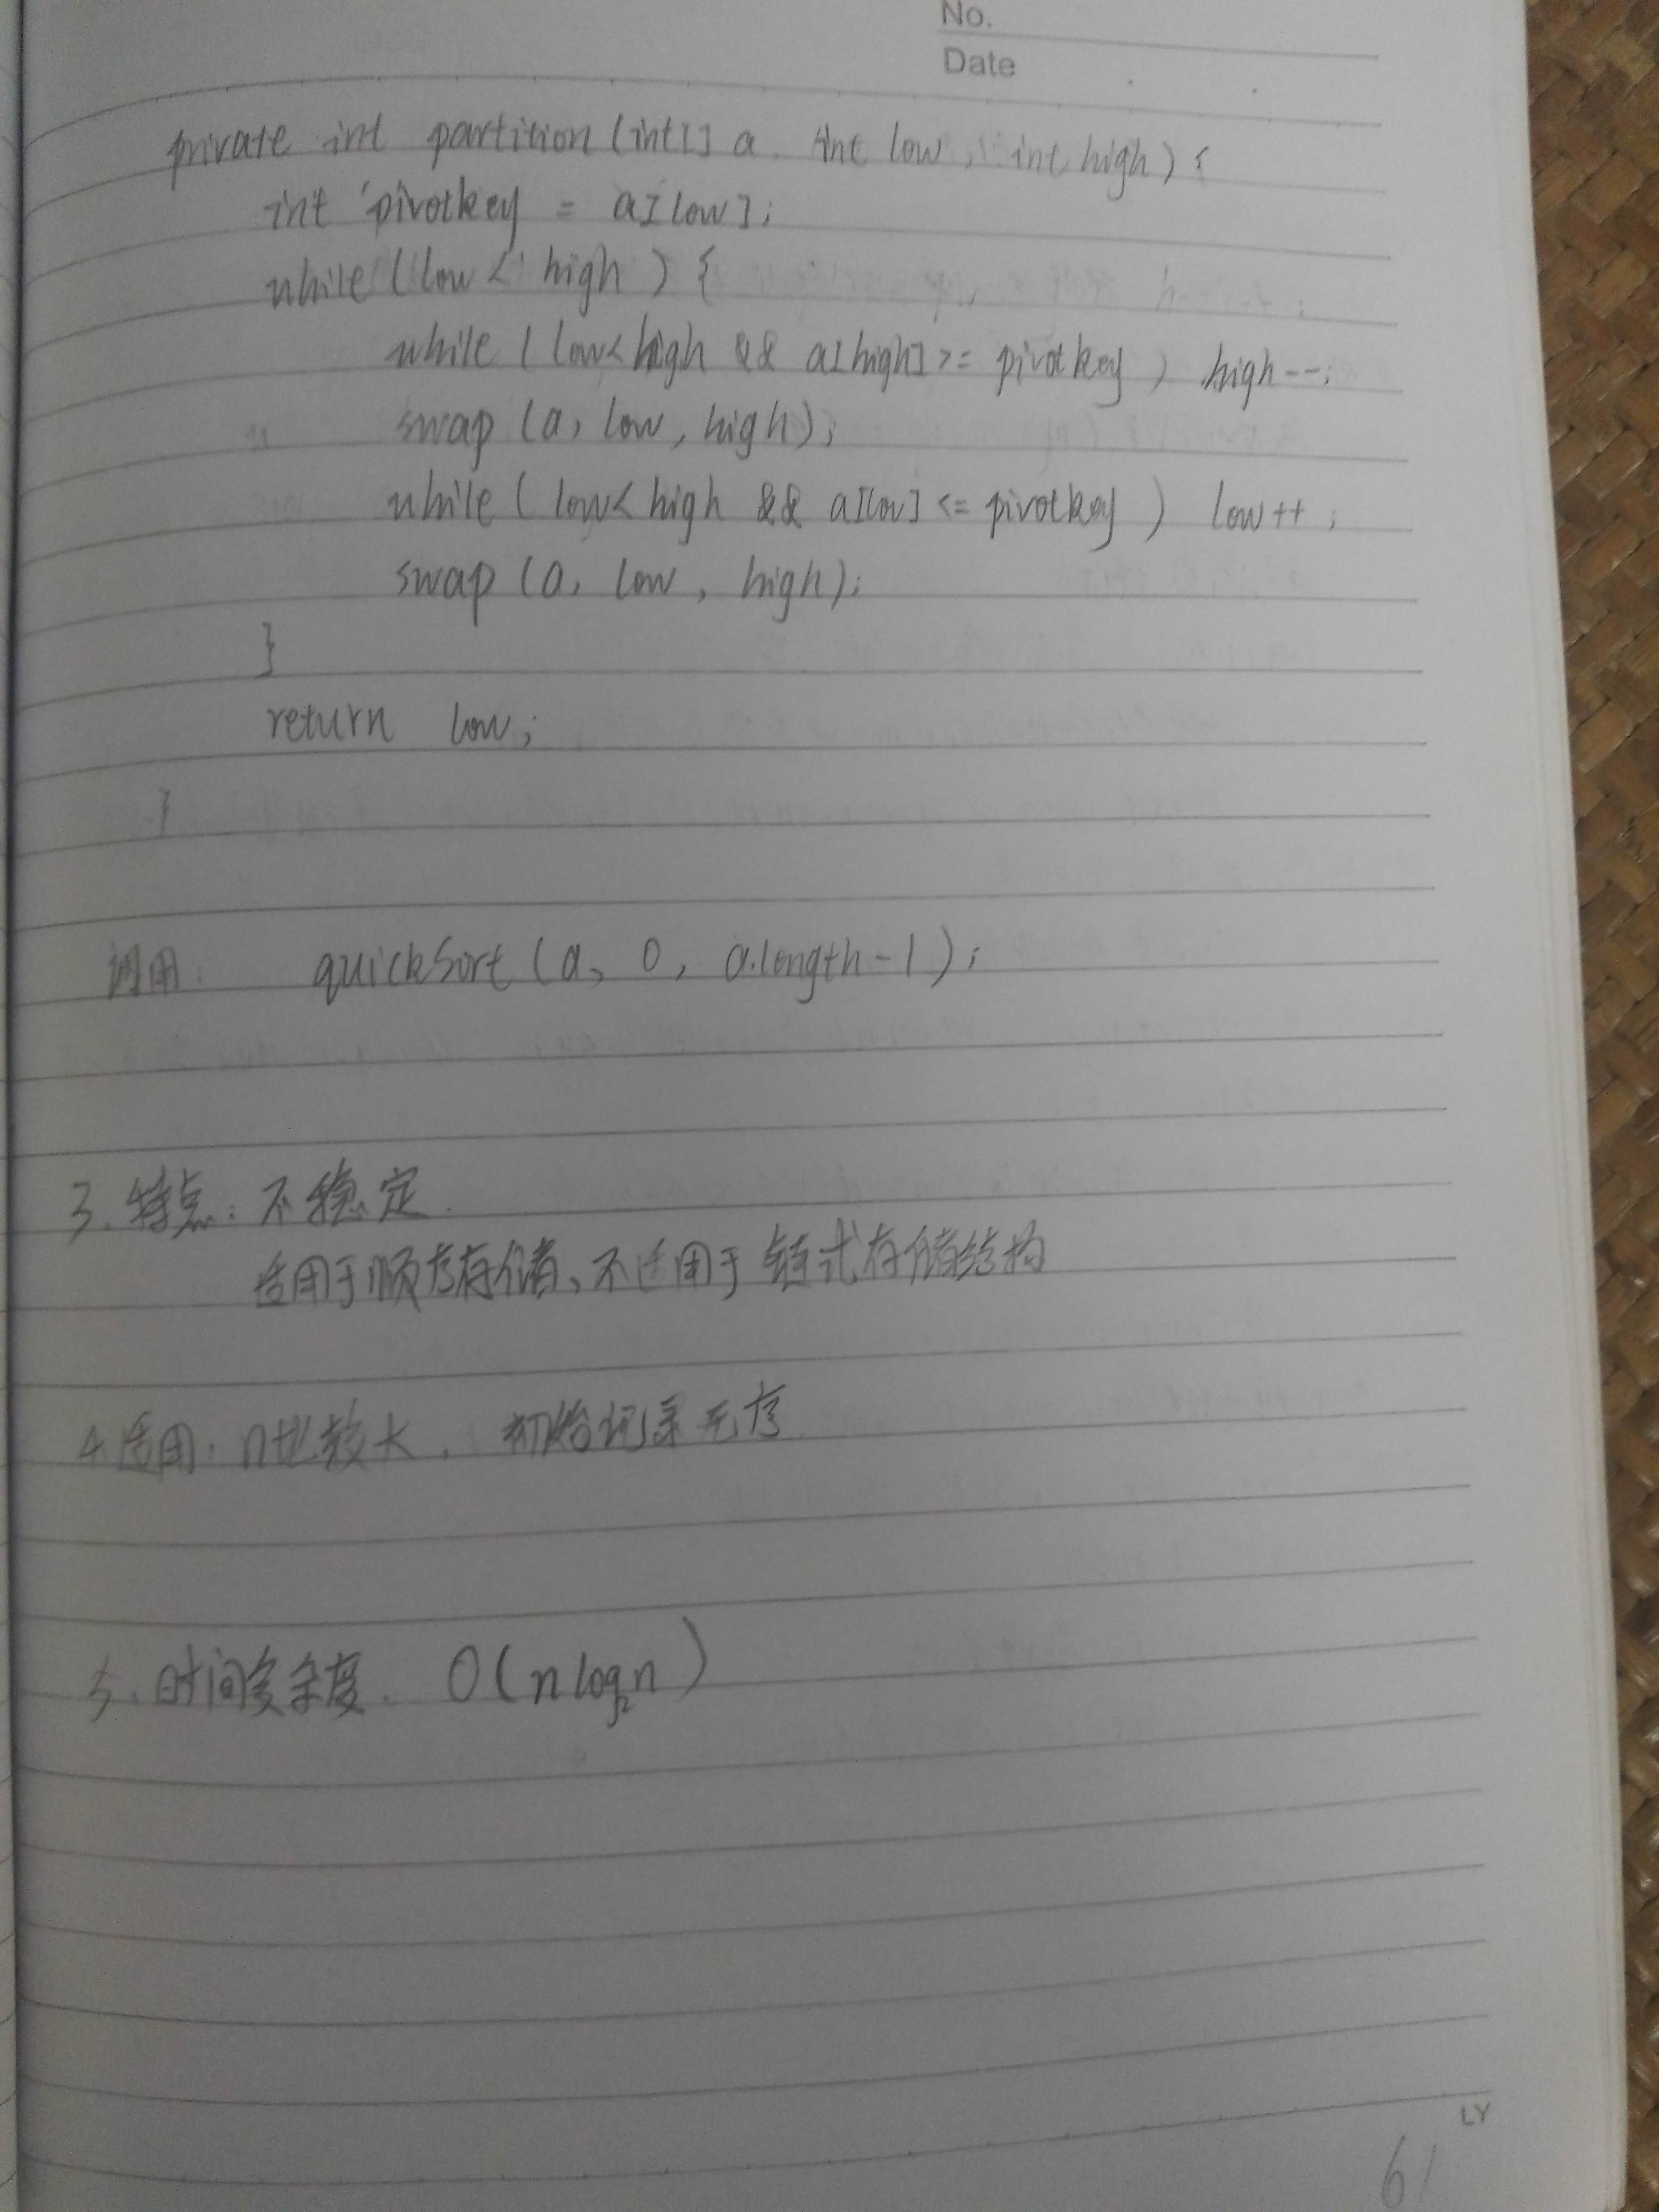 No.
Date
private int partition (int[] a, int low, int high) {
int pivotkey = a[low];
while (low < high) {
while (low < high && a[high] >= pivotkey) high--;
swap (a, low, high);
while (low < high && a[low] <= pivotkey) low++;
swap (a, low, high);
}
return low;
}
调用: quickSort (a, 0, a.length-1);
3. 特点: 不稳定.
适用于顺序存储、不适用于链式存储结构
4. 适用: n比较大. 初始记录无序
5. 时间复杂度. O(nlog₂n)
LY
61